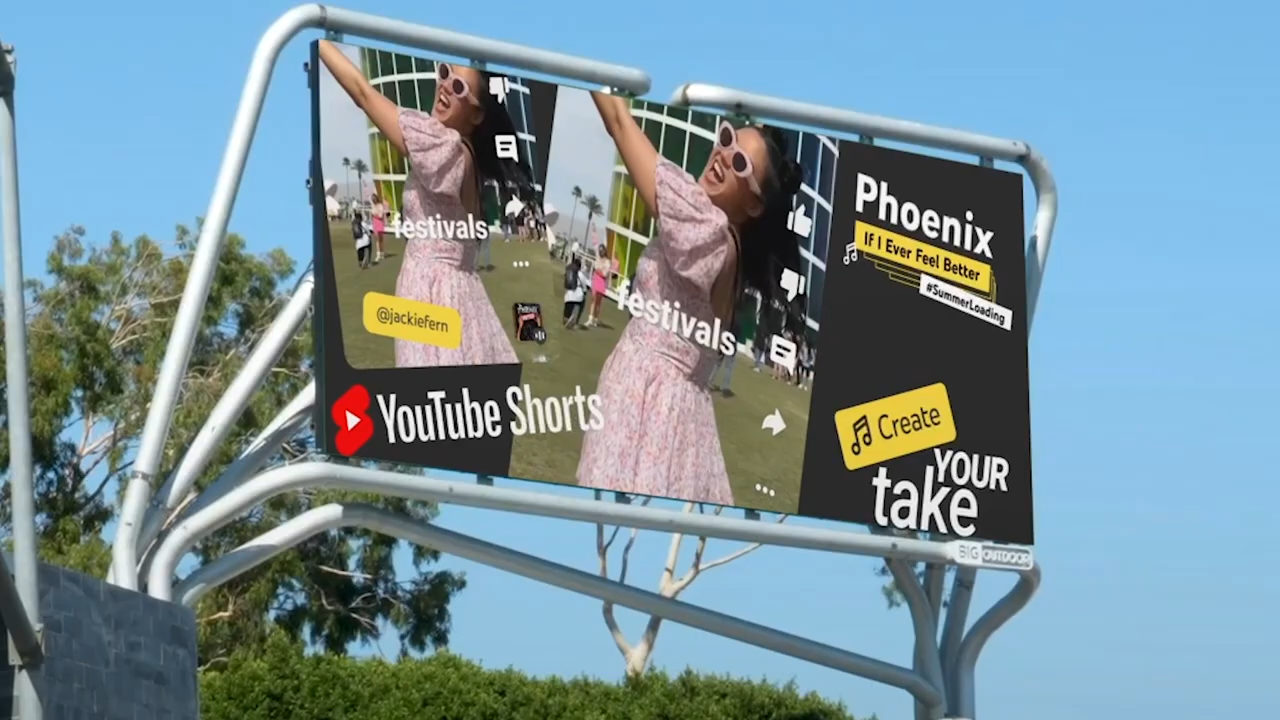 festivals
@jackiefern
YouTube Shorts
festivals
Phoenix
If I Ever Feel Better
#SummerLoading
Create
YOUR
take
BIG OUTDOOR